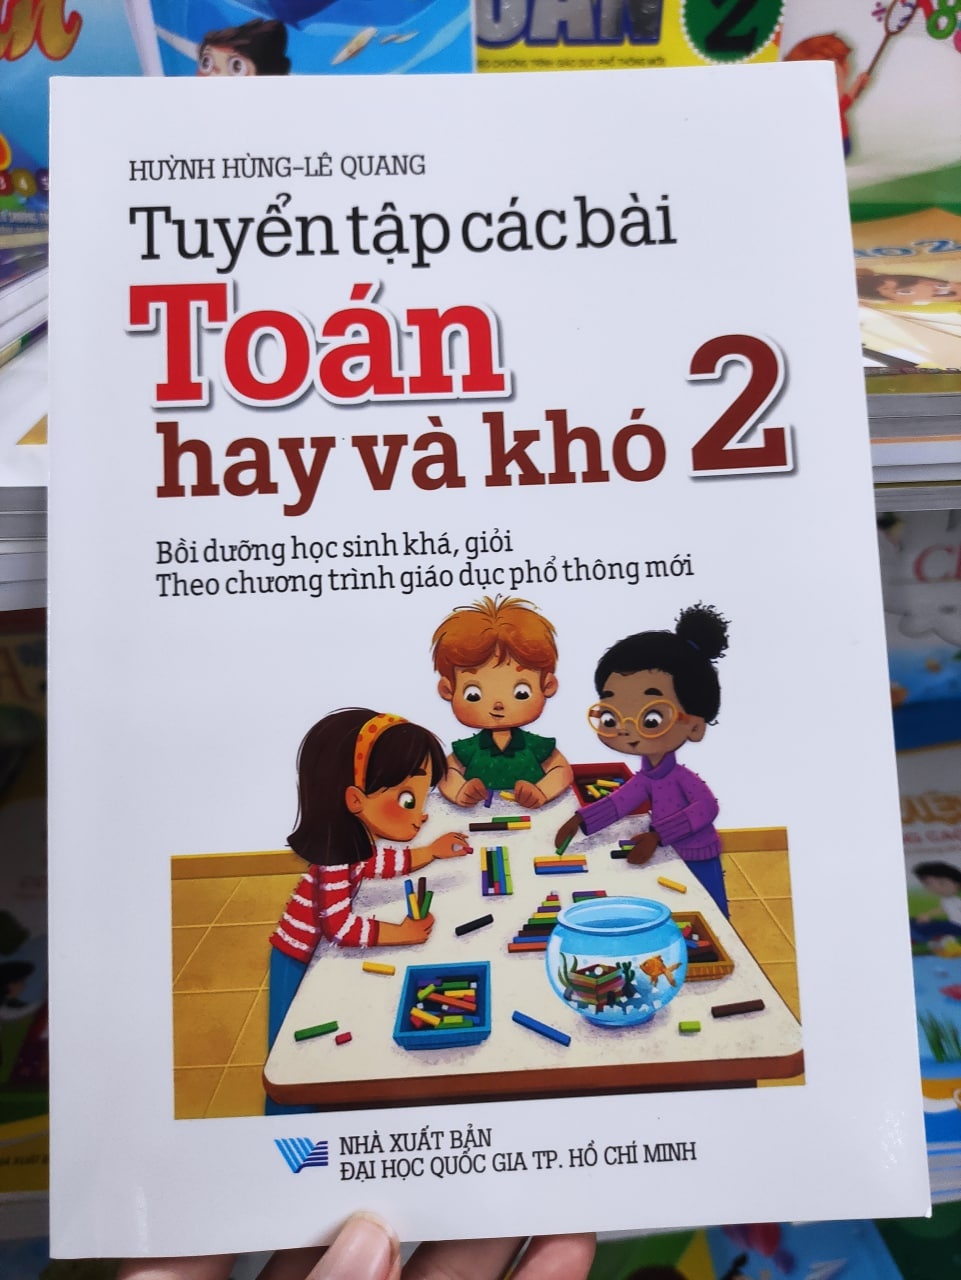 HUỲNH HÙNG–LÊ QUANG
Tuyển tập các bài
Toán
hay và khó 2
Bồi dưỡng học sinh khá, giỏi
Theo chương trình giáo dục phổ thông mới
NHÀ XUẤT BẢN
ĐẠI HỌC QUỐC GIA TP. HỒ CHÍ MINH
2